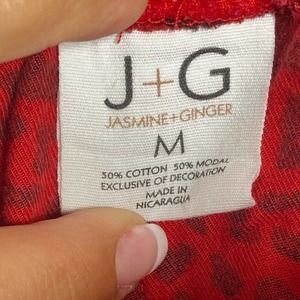 J+G
JASMINE+GINGER
M
50% COTTON 50% MODAL
EXCLUSIVE OF DECORATION
MADE IN
NICARAGUA